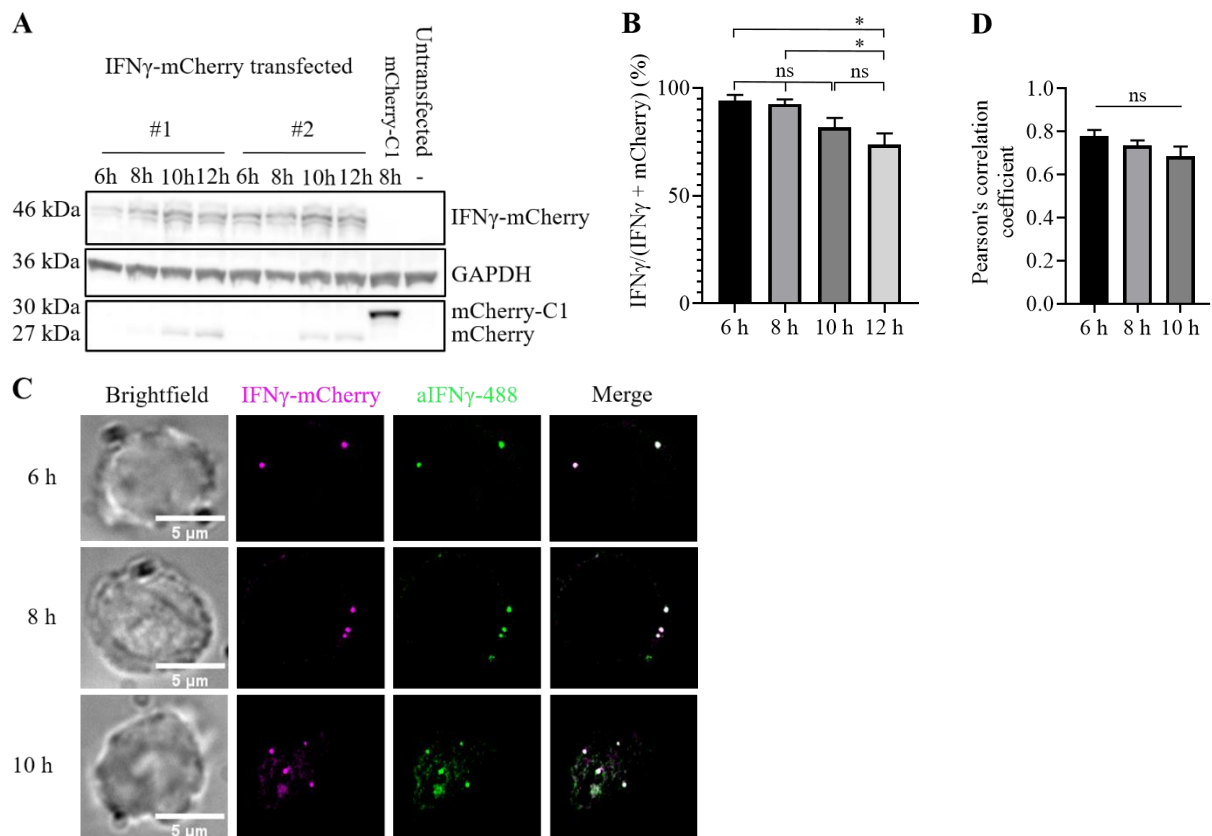 A
IFNγ-mCherry transfected
mCherry-C1
Untransfected
#1
#2
6h 8h 10h 12h 6h 8h 10h 12h 8h -
46 kDa
IFNγ-mCherry
36 kDa
GAPDH
30 kDa
mCherry-C1
27 kDa
mCherry
B
*
*
ns
ns
IFNγ/(IFNγ + mCherry) (%)
100
50
0
6 h 8 h 10 h 12 h
D
ns
Pearson's correlation
coefficient
1.0
0.8
0.6
0.4
0.2
0.0
6 h 8 h 10 h
C
Brightfield IFNγ-mCherry aIFNγ-488 Merge
6 h
5 µm
8 h
5 µm
10 h
5 µm